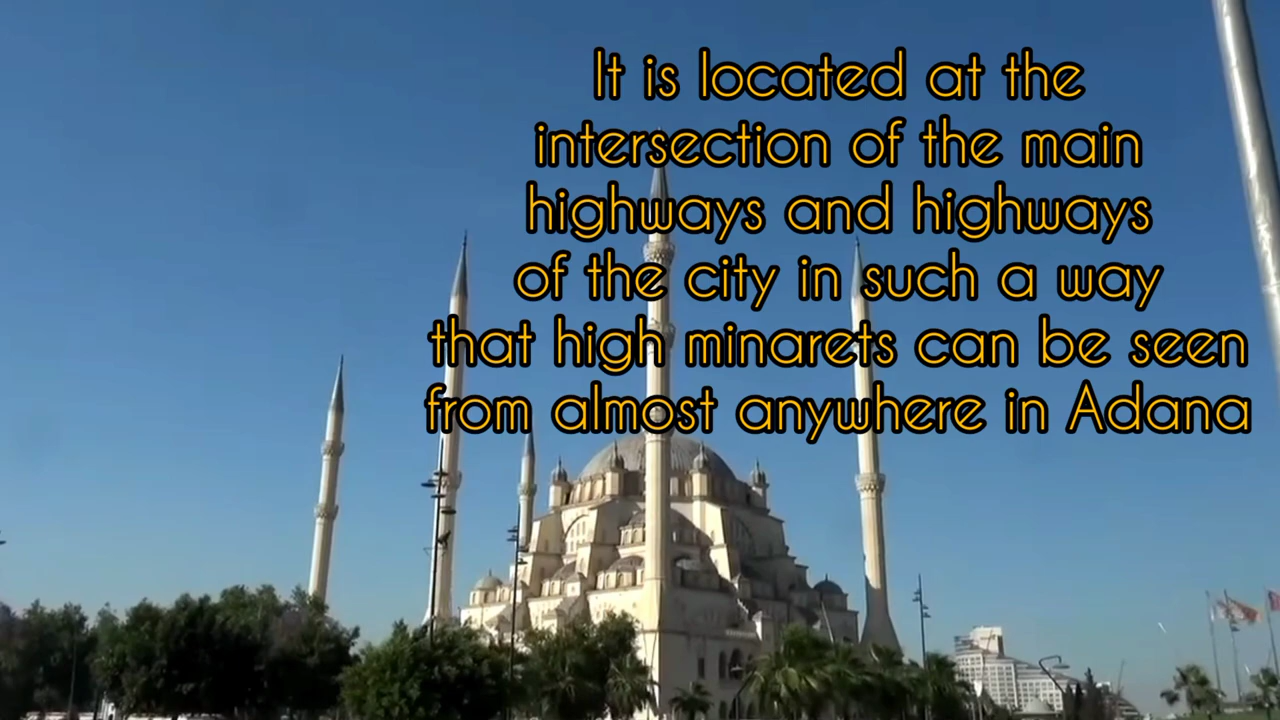 It is located at the
intersection of the main
highways and highways
of the city in such a way
that high minarets can be seen
from almost anywhere in Adana